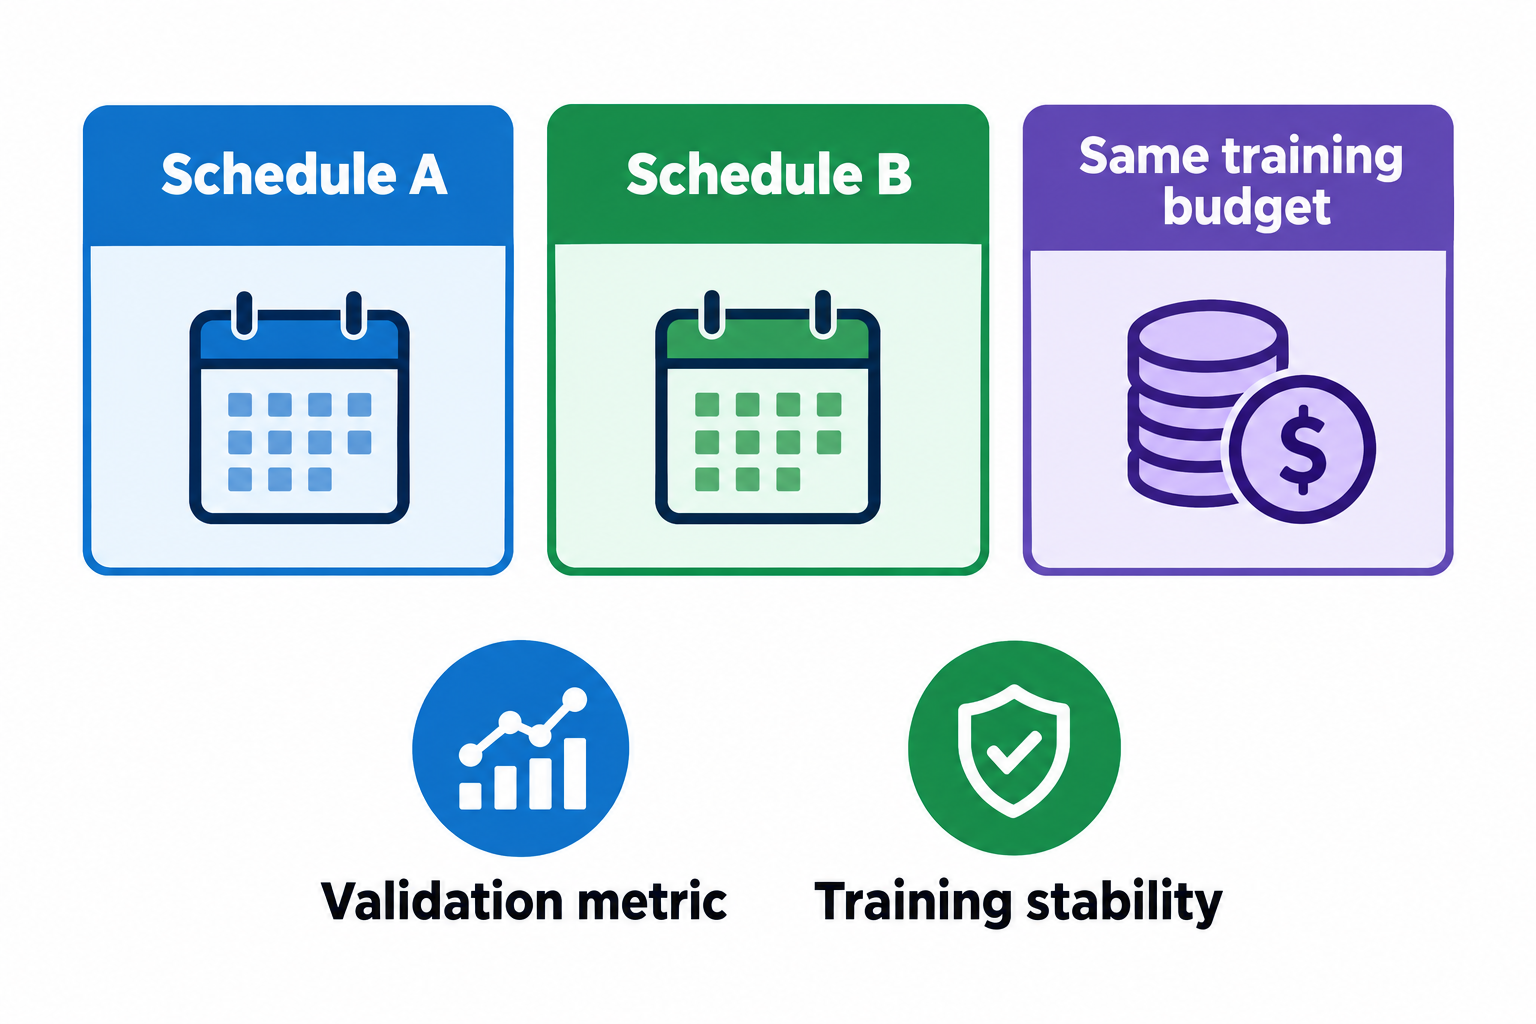 Schedule A
Schedule B
Same training
budget
$
Validation metric
Training stability